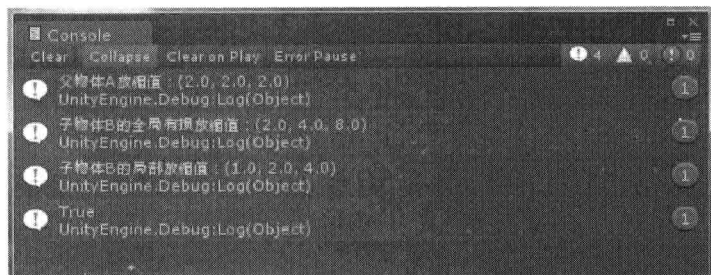 Console
Clear Collapse Clear on Play Error Pause 4 0 0
父物体A放缩值：(2.0, 2.0, 2.0)
UnityEngine.Debug:Log(Object)
1
子物体B的全局有损放缩值：(2.0, 4.0, 8.0)
UnityEngine.Debug:Log(Object)
1
子物体B的局部放缩值：(1.0, 2.0, 4.0)
UnityEngine.Debug:Log(Object)
1
True
UnityEngine.Debug:Log(Object)
1